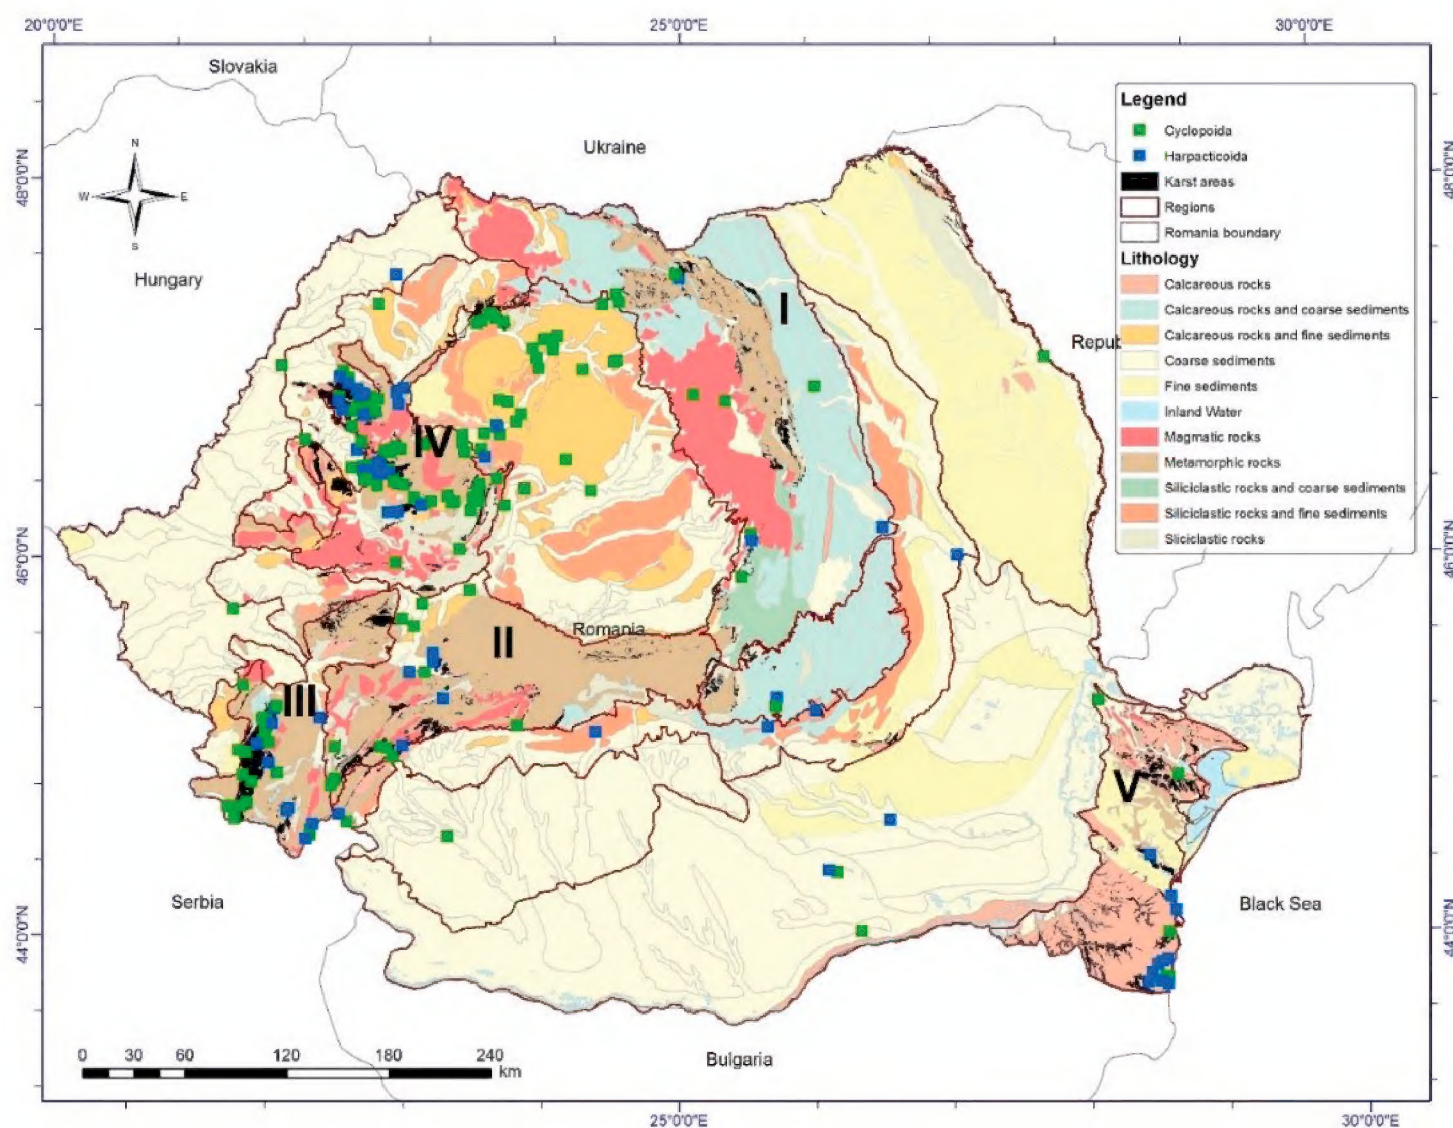 20°0'0"E 25°0'0"E 30°0'0"E
Slovakia
Ukraine
Hungary
Repub
N
W E
S
48°0'0"N 48°0'0"N
Legend
Cyclopoida
Harpacticoida
Karst areas
Regions
Romania boundary
Lithology
Calcareous rocks
Calcareous rocks and coarse sediments
Calcareous rocks and fine sediments
Coarse sediments
Fine sediments
Inland Water
Magmatic rocks
Metamorphic rocks
Siliciclastic rocks and coarse sediments
Siliciclastic rocks and fine sediments
Sliciclastic rocks
I
IV
46°0'0"N 46°0'0"N
Romania
II
III
V
Serbia
Black Sea
44°0'0"N 44°0'0"N
Bulgaria
0 30 60 120 180 240
km
25°0'0"E 30°0'0"E